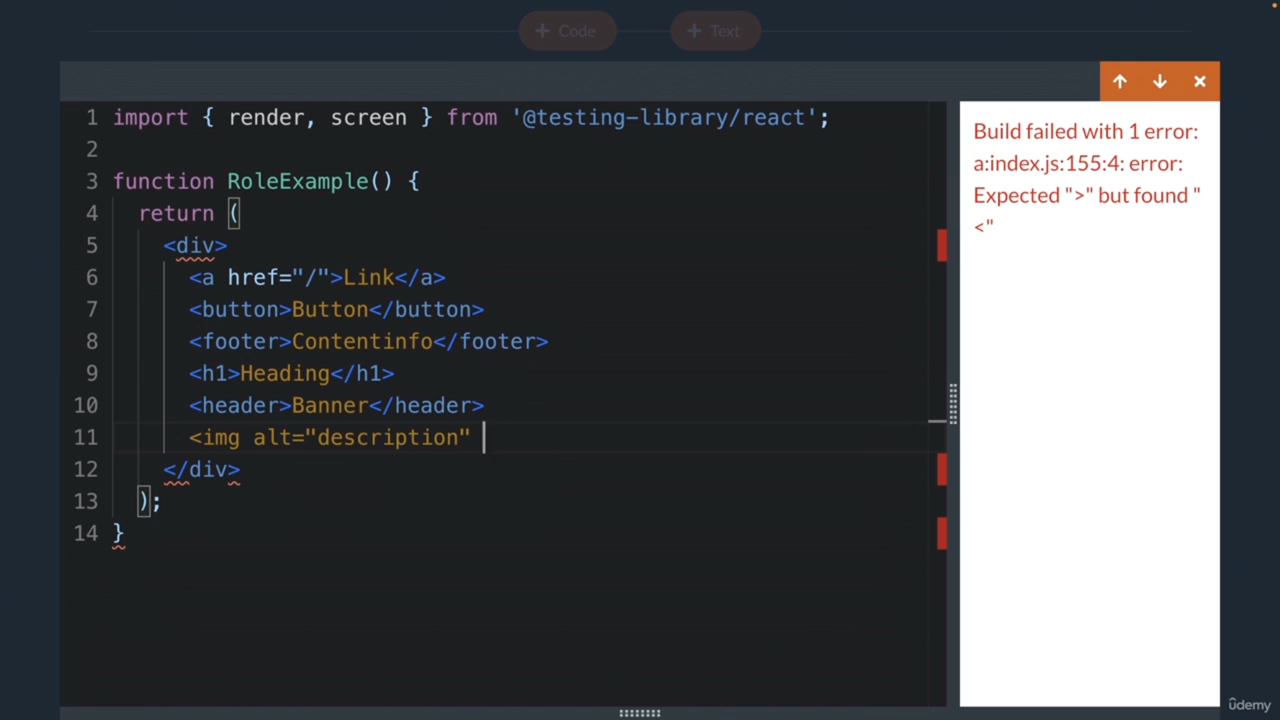 + Code + Text
1 import { render, screen } from '@testing-library/react';
2
3 function RoleExample() {
4 return (
5 <div>
6 <a href="/">Link</a>
7 <button>Button</button>
8 <footer>Contentinfo</footer>
9 <h1>Heading</h1>
10 <header>Banner</header>
11 <img alt="description"
12 </div>
13 );
14 }
Build failed with 1 error:
a:index.js:155:4: error:
Expected ">" but found "
<"
ûdemy